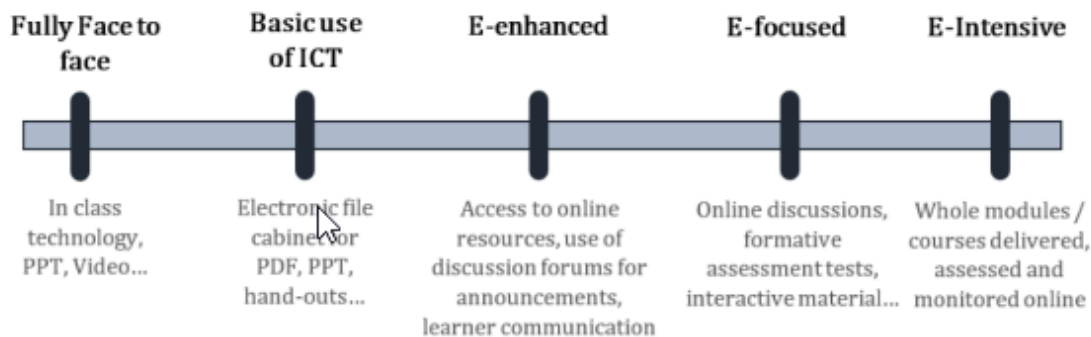 Fully Face to
face
Basic use
of ICT
E-enhanced
E-focused
E-Intensive
In class
technology,
PPT, Video...
Electronic file
cabinet for
PDF, PPT,
hand-outs...
Access to online
resources, use of
discussion forums for
announcements,
learner communication
Online discussions,
formative
assessment tests,
interactive material...
Whole modules /
courses delivered,
assessed and
monitored online